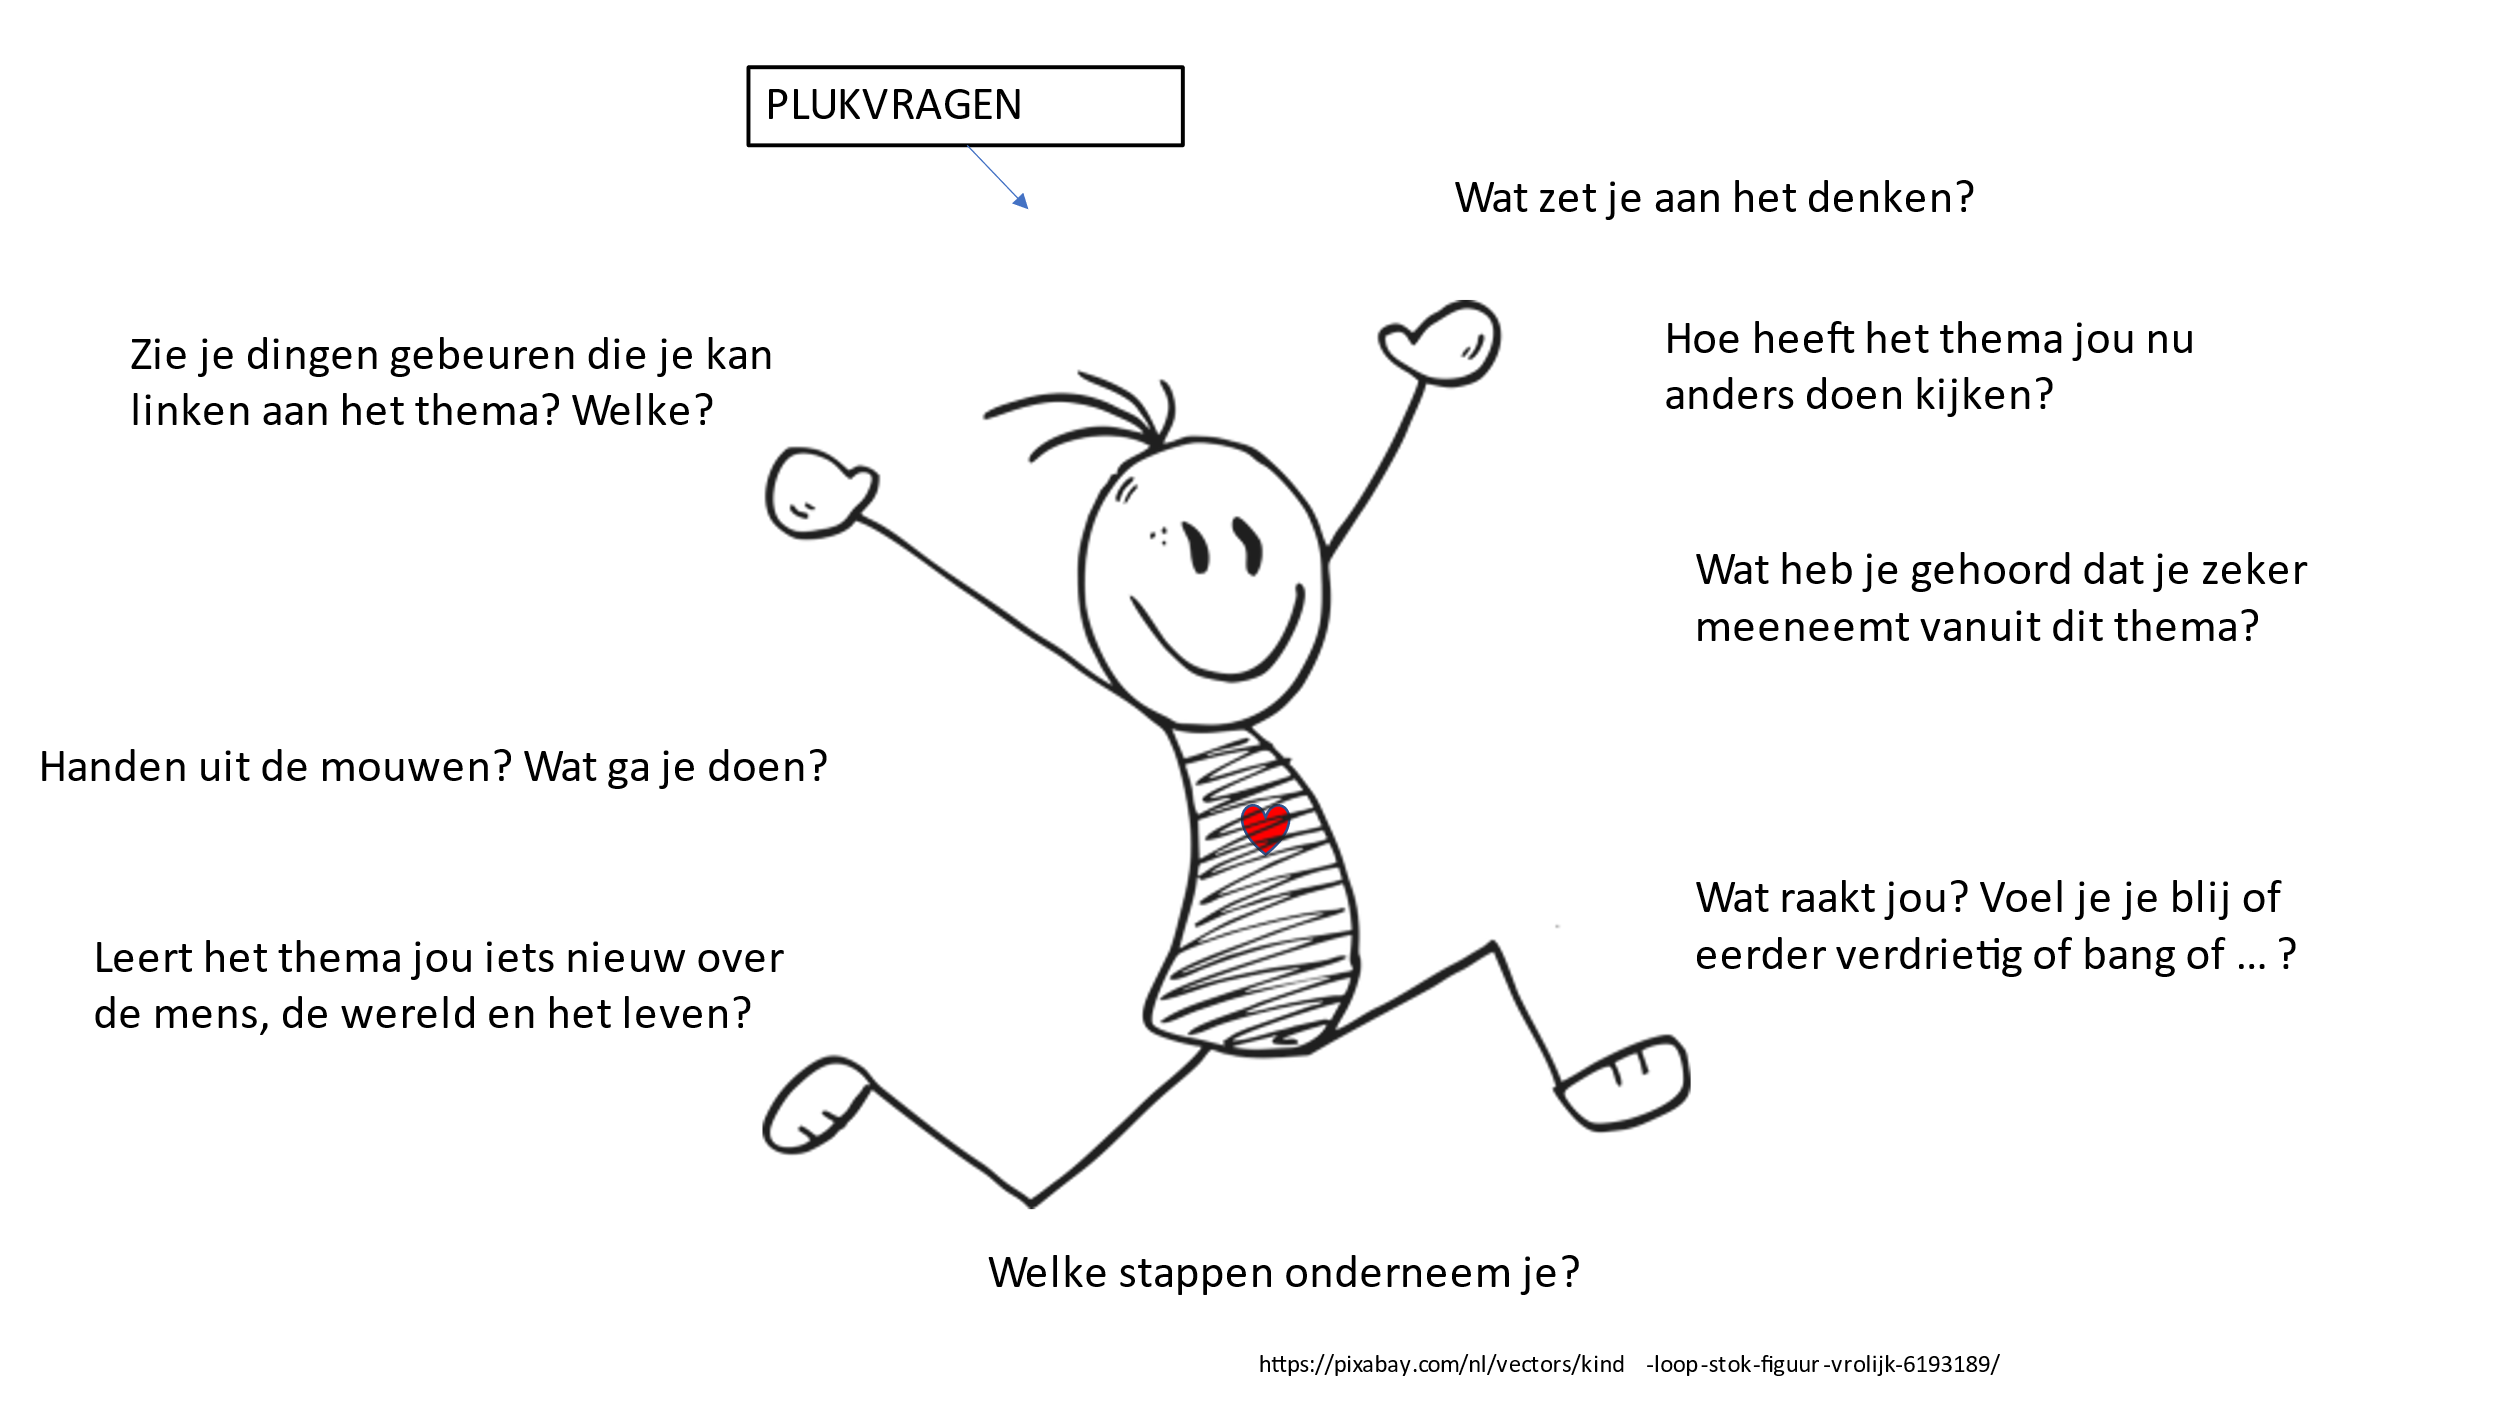 PLUKVRAGEN
Wat zet je aan het denken?
Zie je dingen gebeuren die je kan
linken aan het thema? Welke?
Hoe heeft het thema jou nu
anders doen kijken?
Wat heb je gehoord dat je zeker
meeneemt vanuit dit thema?
Handen uit de mouwen? Wat ga je doen?
Wat raakt jou? Voel je je blij of
eerder verdrietig of bang of ... ?
Leert het thema jou iets nieuw over
de mens, de wereld en het leven?
Welke stappen onderneem je?
https://pixabay.com/nl/vectors/kind -loop-stok-figuur-vrolijk-6193189/